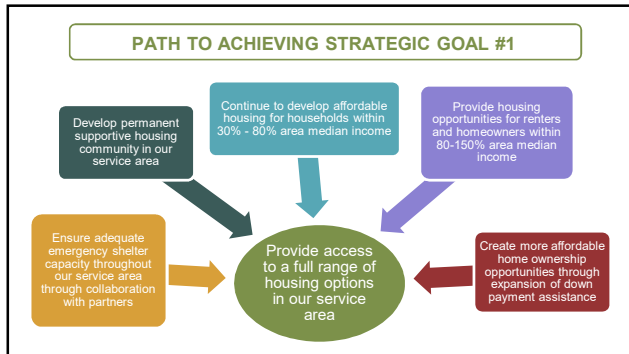 PATH TO ACHIEVING STRATEGIC GOAL #1
Develop permanent
supportive housing
community in our
service area
Continue to develop affordable
housing for households within
30% - 80% area median income
Provide housing
opportunities for renters
and homeowners within
80-150% area median
income
Ensure adequate
emergency shelter
capacity throughout
our service area
through collaboration
with partners
Provide access
to a full range of
housing options
in our service
area
Create more affordable
home ownership
opportunities through
expansion of down
payment assistance